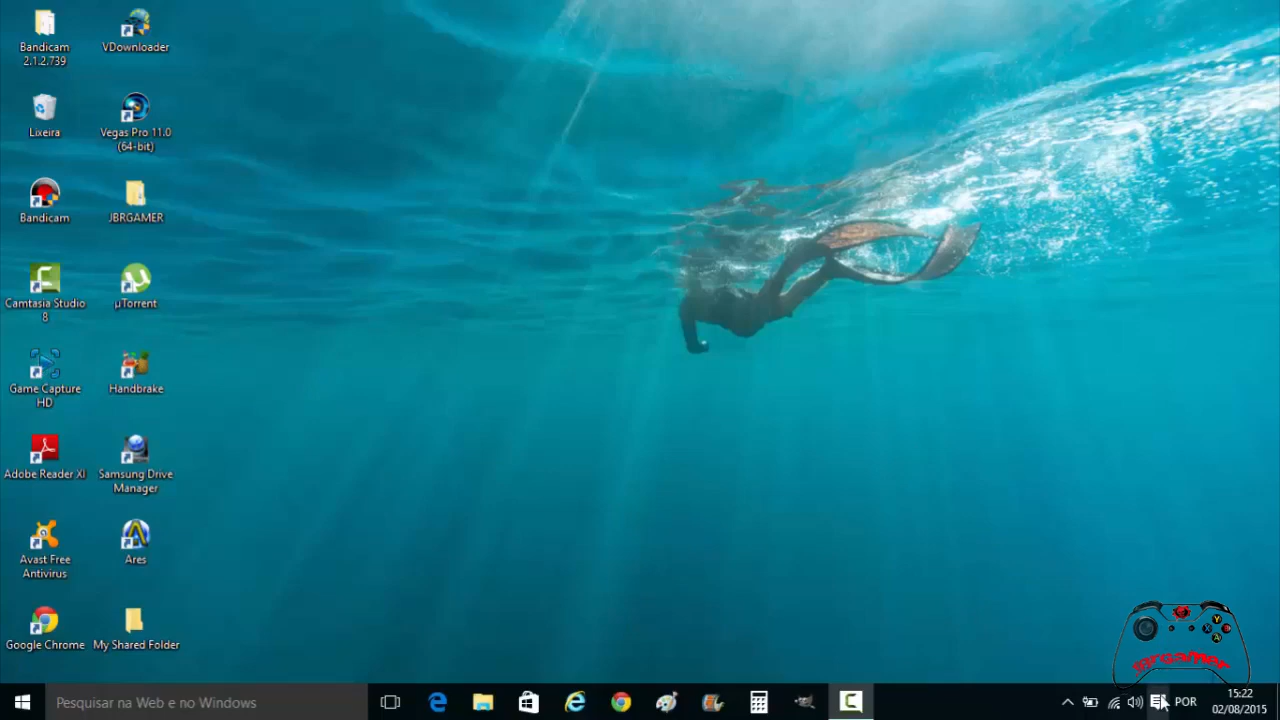 Bandicam
2.1.2.739
VDownloader
Lixeira
Vegas Pro 11.0
(64-bit)
Bandicam
JBRGAMER
Camtasia Studio
8
µTorrent
Game Capture
HD
Handbrake
Adobe Reader XI
Samsung Drive
Manager
Avast Free
Antivirus
Ares
Google Chrome
My Shared Folder
jbrgamer
Y
X
B
A
Pesquisar na Web e no Windows
POR
15:22
02/08/2015